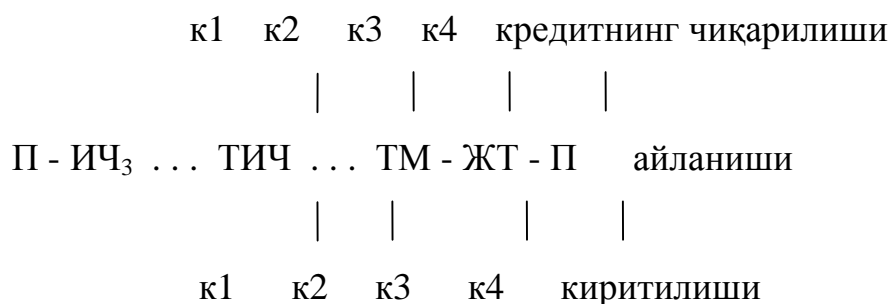 к1 к2 к3 к4 кредитнинг чиқарилиши
П - ИЧ₃ . . . ТИЧ . . . ТМ - ЖТ - П айланиши
к1 к2 к3 к4 киритилиши